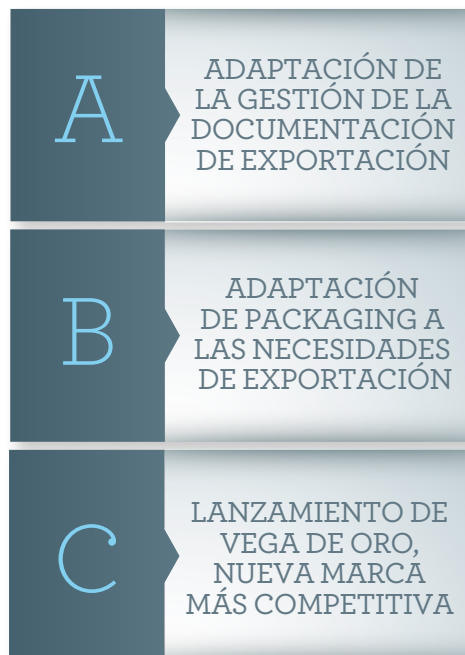 A
ADAPTACIÓN DE
LA GESTIÓN DE LA
DOCUMENTACIÓN
DE EXPORTACIÓN
B
ADAPTACIÓN
DE PACKAGING A
LAS NECESIDADES
DE EXPORTACIÓN
C
LANZAMIENTO DE
VEGA DE ORO,
NUEVA MARCA
MÁS COMPETITIVA